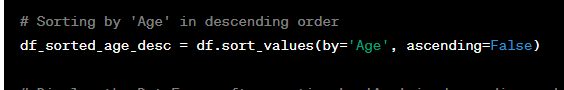 # Sorting by 'Age' in descending order
df_sorted_age_desc = df.sort_values(by='Age', ascending=False)